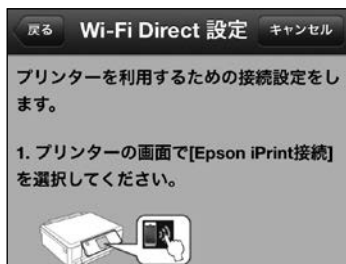 戻る Wi-Fi Direct 設定 キャンセル
プリンターを利用するための接続設定をし
ます。
1. プリンターの画面で[Epson iPrint接続]
を選択してください。